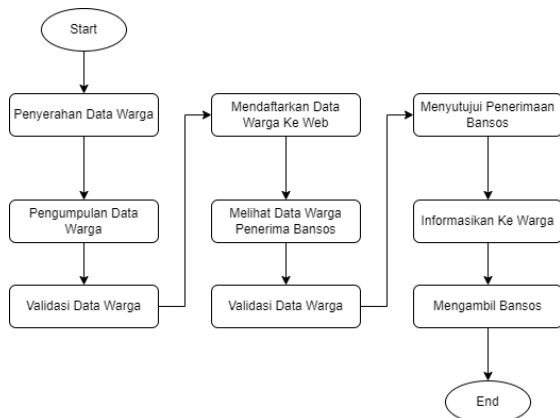 Start
Penyerahan Data Warga
Pengumpulan Data
Warga
Validasi Data Warga
Mendaftarkan Data
Warga Ke Web
Melihat Data Warga
Penerima Bansos
Validasi Data Warga
Menyutujui Penerimaan
Bansos
Informasikan Ke Warga
Mengambil Bansos
End